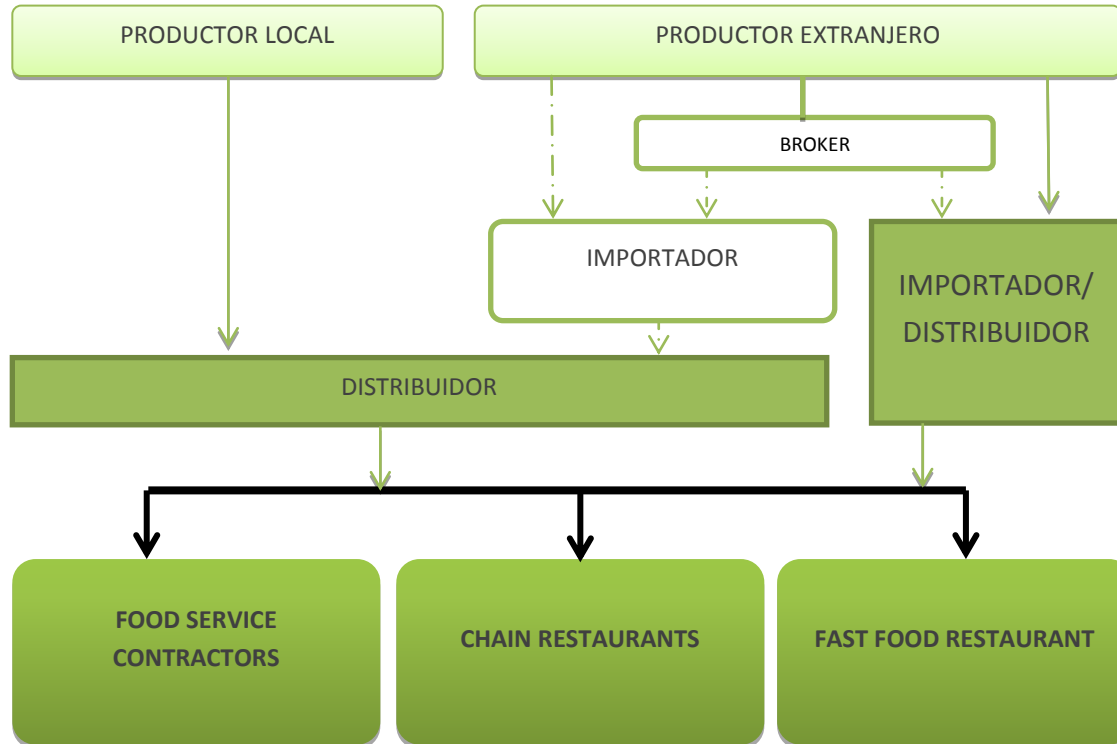 PRODUCTOR LOCAL
PRODUCTOR EXTRANJERO
BROKER
IMPORTADOR
IMPORTADOR/
DISTRIBUIDOR
DISTRIBUIDOR
FOOD SERVICE
CONTRACTORS
CHAIN RESTAURANTS
FAST FOOD RESTAURANT